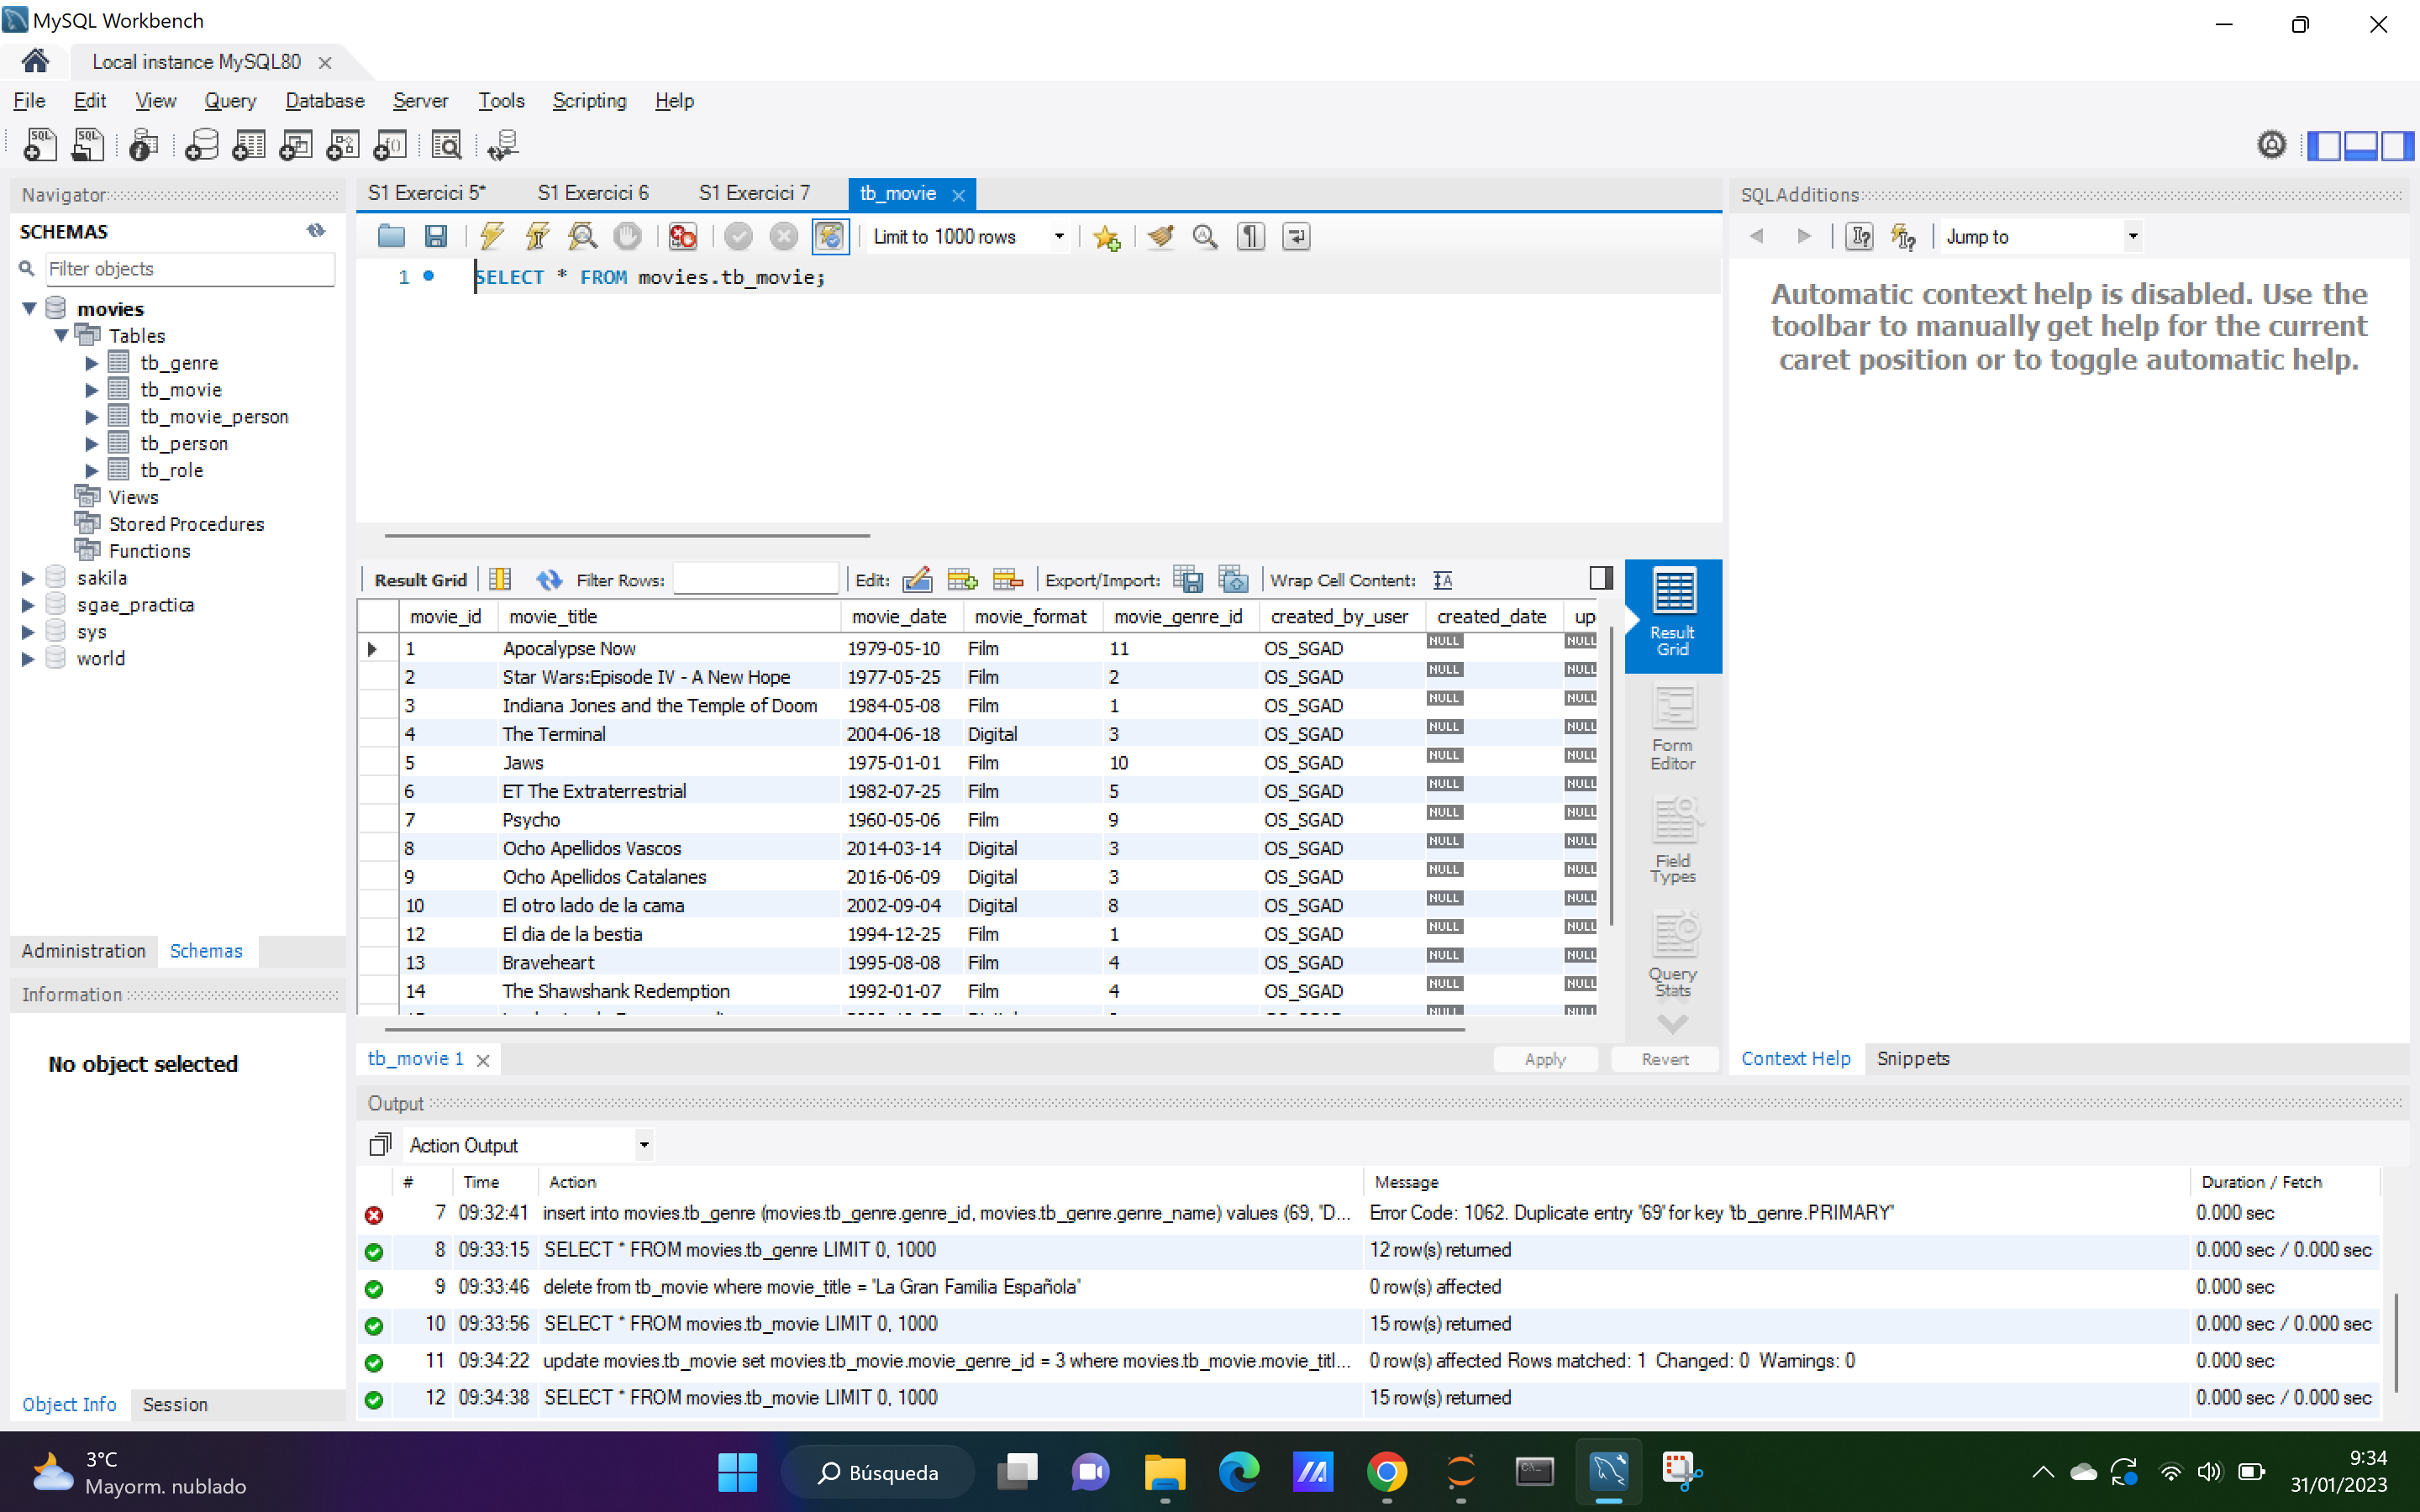 MySQL Workbench
Local instance MySQL80
File Edit View Query Database Server Tools Scripting Help
Navigator
SCHEMAS
Filter objects
movies
Tables
tb_genre
tb_movie
tb_movie_person
tb_person
tb_role
Views
Stored Procedures
Functions
sakila
sgae_practica
sys
world
Administration Schemas
Information
No object selected
Object Info Session
S1 Exercici 5* S1 Exercici 6 S1 Exercici 7 tb_movie
Limit to 1000 rows
1 SELECT * FROM movies.tb_movie;
Result Grid Filter Rows: Edit: Export/Import: Wrap Cell Content:
movie_id movie_title movie_date movie_format movie_genre_id created_by_user created_date up
1 Apocalypse Now 1979-05-10 Film 11 OS_SGAD NULL NULL
2 Star Wars:Episode IV - A New Hope 1977-05-25 Film 2 OS_SGAD NULL NULL
3 Indiana Jones and the Temple of Doom 1984-05-08 Film 1 OS_SGAD NULL NULL
4 The Terminal 2004-06-18 Digital 3 OS_SGAD NULL NULL
5 Jaws 1975-01-01 Film 10 OS_SGAD NULL NULL
6 ET The Extraterrestrial 1982-07-25 Film 5 OS_SGAD NULL NULL
7 Psycho 1960-05-06 Film 9 OS_SGAD NULL NULL
8 Ocho Apellidos Vascos 2014-03-14 Digital 3 OS_SGAD NULL NULL
9 Ocho Apellidos Catalanes 2016-06-09 Digital 3 OS_SGAD NULL NULL
10 El otro lado de la cama 2002-09-04 Digital 8 OS_SGAD NULL NULL
12 El dia de la bestia 1994-12-25 Film 1 OS_SGAD NULL NULL
13 Braveheart 1995-08-08 Film 4 OS_SGAD NULL NULL
14 The Shawshank Redemption 1992-01-07 Film 4 OS_SGAD NULL NULL
Result Grid
Form Editor
Field Types
Query Stats
tb_movie 1 Apply Revert
SQLAdditions
Jump to
Automatic context help is disabled. Use the
toolbar to manually get help for the current
caret position or to toggle automatic help.
Context Help Snippets
Output
Action Output
# Time Action Message Duration / Fetch
7 09:32:41 insert into movies.tb_genre (movies.tb_genre.genre_id, movies.tb_genre.genre_name) values (69, "D... Error Code: 1062. Duplicate entry '69' for key 'tb_genre.PRIMARY' 0.000 sec
8 09:33:15 SELECT * FROM movies.tb_genre LIMIT 0, 1000 12 row(s) returned 0.000 sec / 0.000 sec
9 09:33:46 delete from tb_movie where movie_title = 'La Gran Familia Española' 0 row(s) affected 0.000 sec
10 09:33:56 SELECT * FROM movies.tb_movie LIMIT 0, 1000 15 row(s) returned 0.000 sec / 0.000 sec
11 09:34:22 update movies.tb_movie set movies.tb_movie.movie_genre_id = 3 where movies.tb_movie.movie_titl... 0 row(s) affected Rows matched: 1 Changed: 0 Warnings: 0 0.000 sec
12 09:34:38 SELECT * FROM movies.tb_movie LIMIT 0, 1000 15 row(s) returned 0.000 sec / 0.000 sec
3°C
Mayorm. nublado
Búsqueda
9:34
31/01/2023